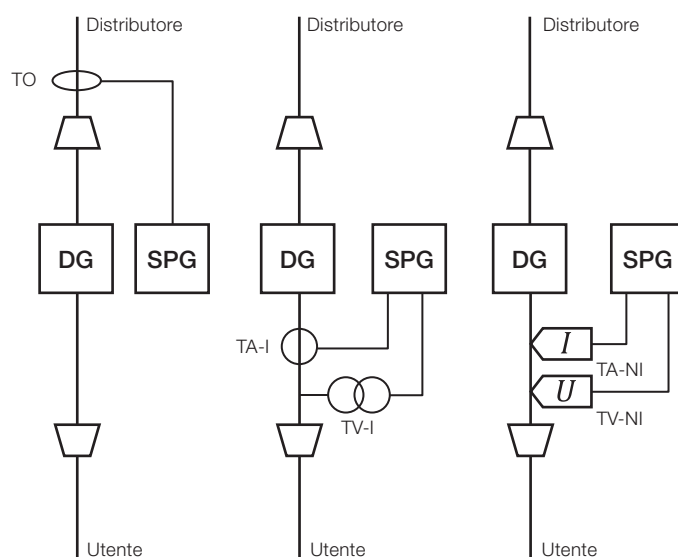 Distributore
Distributore
Distributore
TO
DG
SPG
DG
SPG
DG
SPG
TA-I
I
TA-NI
U
TV-I
TV-NI
Utente
Utente
Utente